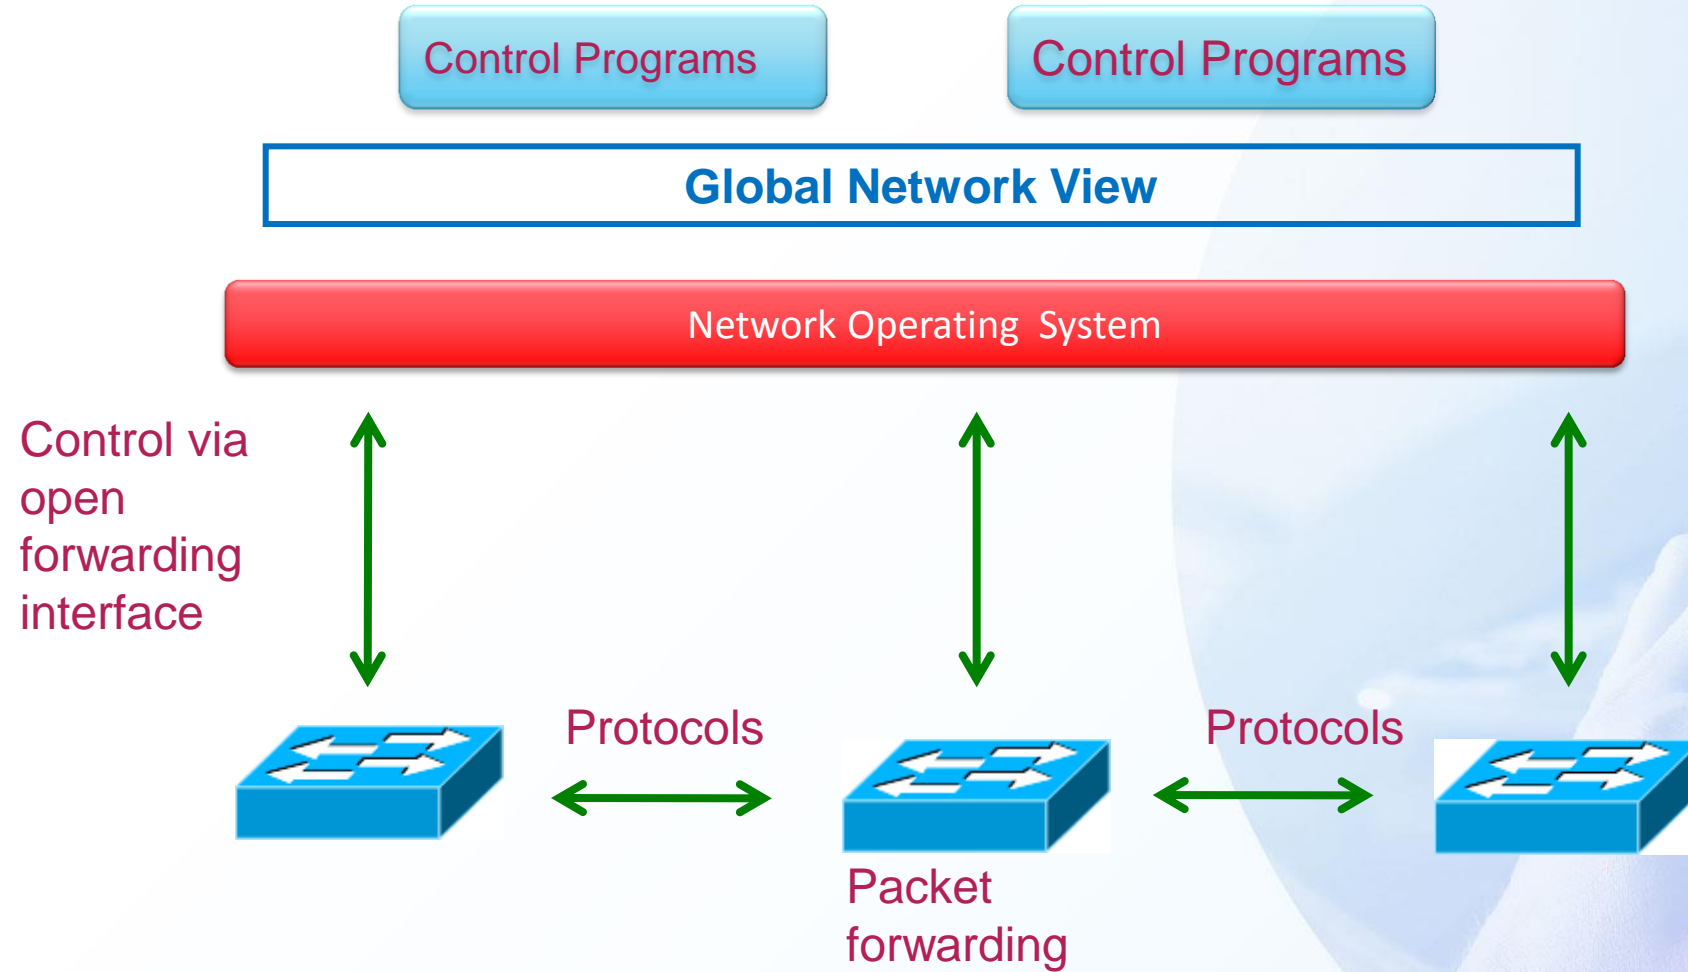 Control Programs
Control Programs
Global Network View
Network Operating System
Control via
open
forwarding
interface
Protocols
Protocols
Packet
forwarding